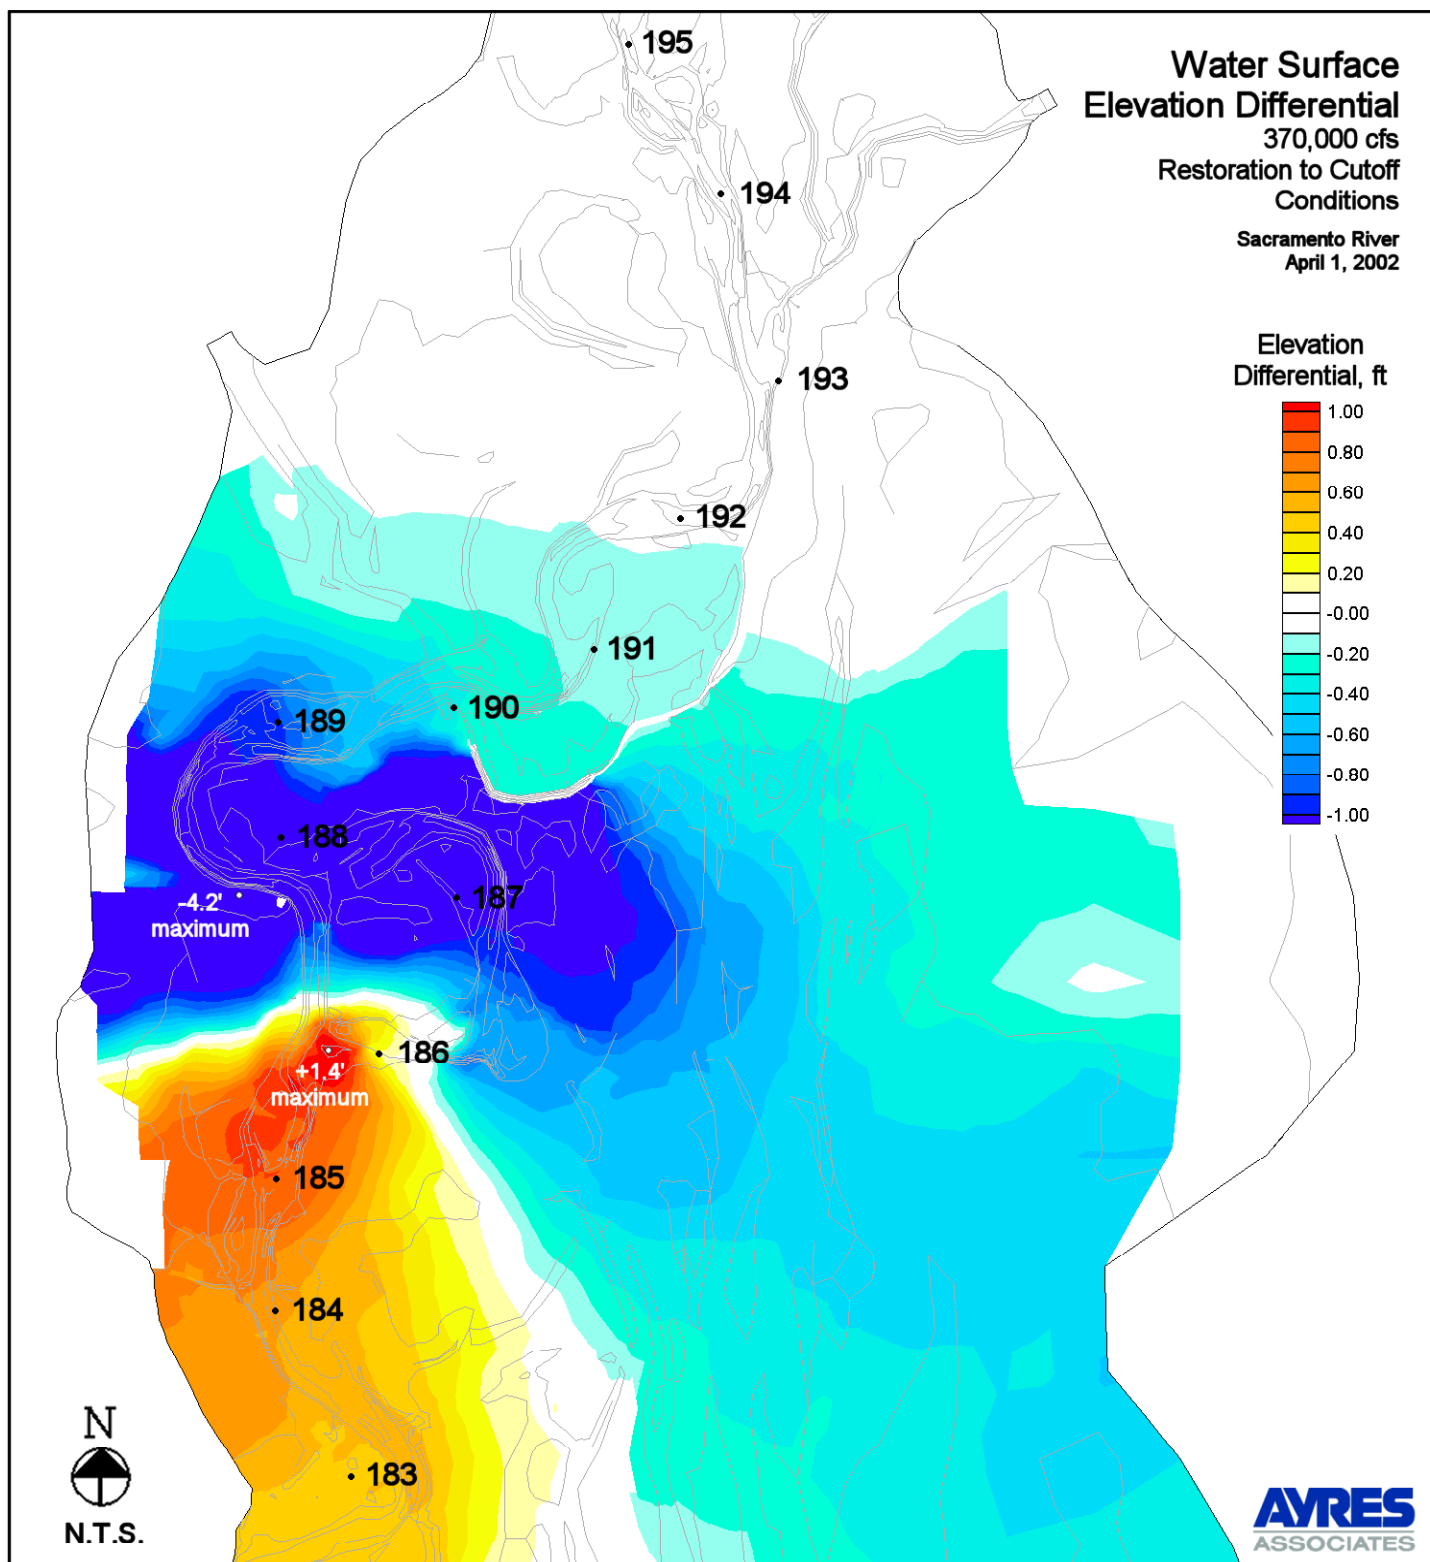 Water Surface
Elevation Differential
370,000 cfs
Restoration to Cutoff
Conditions
Sacramento River
April 1, 2002
Elevation
Differential, ft
1.00
0.80
0.60
0.40
0.20
-0.00
-0.20
-0.40
-0.60
-0.80
-1.00
195
194
193
192
191
190
189
188
187
-4.2'
maximum
186
+1.4'
maximum
185
184
183
N
N.T.S.
AYRES
ASSOCIATES